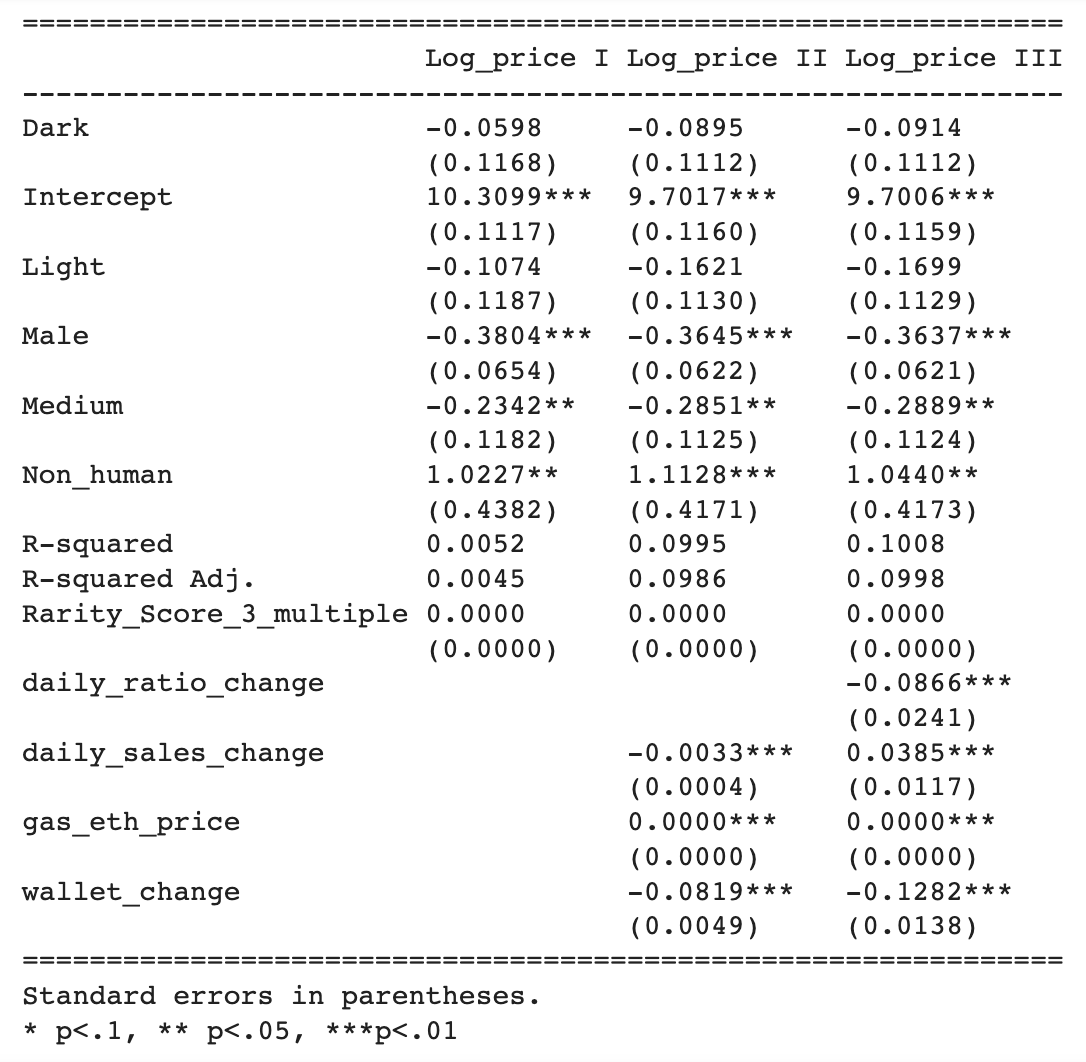 ==============================================================
                        Log_price I Log_price II Log_price III
--------------------------------------------------------------
Dark                    -0.0598     -0.0895      -0.0914
                        (0.1168)    (0.1112)     (0.1112)
Intercept               10.3099***  9.7017***    9.7006***
                        (0.1117)    (0.1160)     (0.1159)
Light                   -0.1074     -0.1621      -0.1699
                        (0.1187)    (0.1130)     (0.1129)
Male                    -0.3804***  -0.3645***   -0.3637***
                        (0.0654)    (0.0622)     (0.0621)
Medium                  -0.2342**   -0.2851**    -0.2889**
                        (0.1182)    (0.1125)     (0.1124)
Non_human               1.0227**    1.1128***    1.0440**
                        (0.4382)    (0.4171)     (0.4173)
R-squared               0.0052      0.0995       0.1008
R-squared Adj.          0.0045      0.0986       0.0998
Rarity_Score_3_multiple 0.0000      0.0000       0.0000
                        (0.0000)    (0.0000)     (0.0000)
daily_ratio_change                               -0.0866***
                                                 (0.0241)
daily_sales_change                  -0.0033***   0.0385***
                                    (0.0004)     (0.0117)
gas_eth_price                       0.0000***    0.0000***
                                    (0.0000)     (0.0000)
wallet_change                       -0.0819***   -0.1282***
                                    (0.0049)     (0.0138)
==============================================================
Standard errors in parentheses.
* p<.1, ** p<.05, ***p<.01